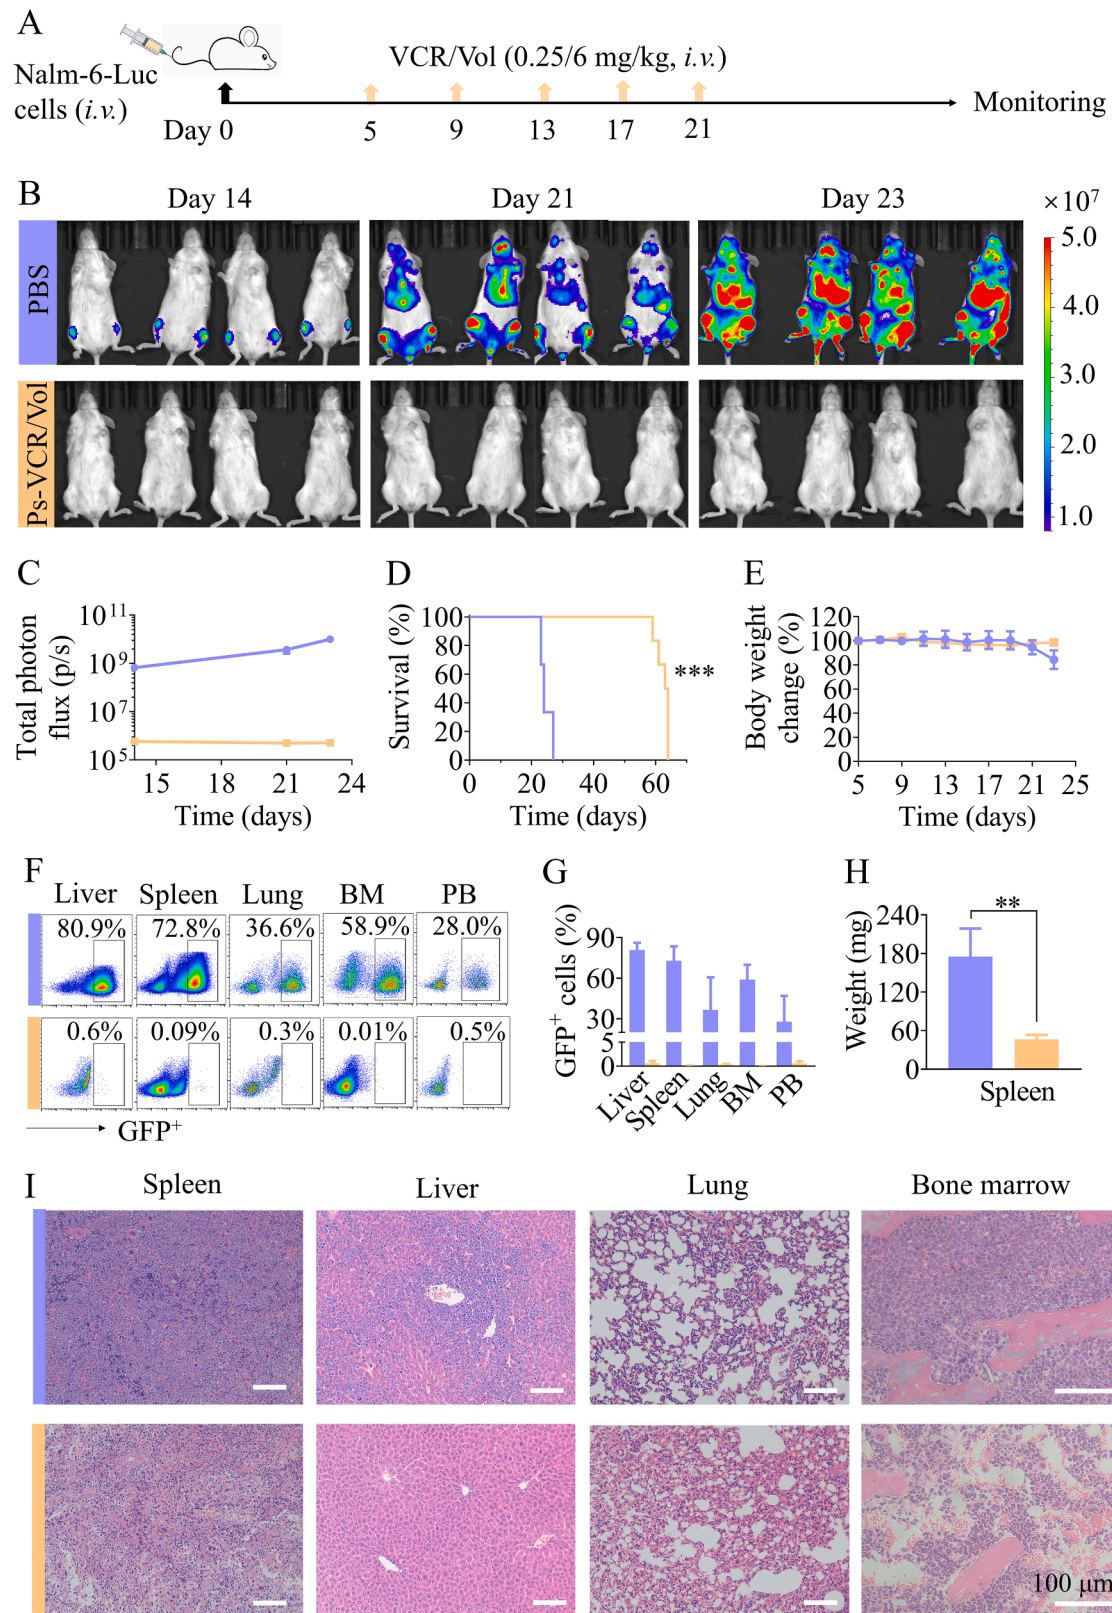 A
Nalm-6-Luc
cells (i.v.)
VCR/Vol (0.25/6 mg/kg, i.v.)
Day 0
5
9
13
17
21
Monitoring
B
Day 14
Day 21
Day 23
×10⁷
PBS
Ps-VCR/Vol
5.0
4.0
3.0
2.0
1.0
C
Total photon
flux (p/s)
10¹¹
10⁹
10⁷
10⁵
15
18
21
24
Time (days)
D
Survival (%)
100
80
60
40
20
0
***
0
20
40
60
Time (days)
E
Body weight
change (%)
120
100
80
60
40
20
0
5
9
13
17
21
25
Time (days)
F
Liver
Spleen
Lung
BM
PB
80.9%
72.8%
36.6%
58.9%
28.0%
0.6%
0.09%
0.3%
0.01%
0.5%
GFP⁺
G
GFP⁺ cells (%)
90
60
30
5
0
Liver
Spleen
Lung
BM
PB
H
Weight (mg)
240
180
120
60
0
**
Spleen
I
Spleen
Liver
Lung
Bone marrow
100 μm